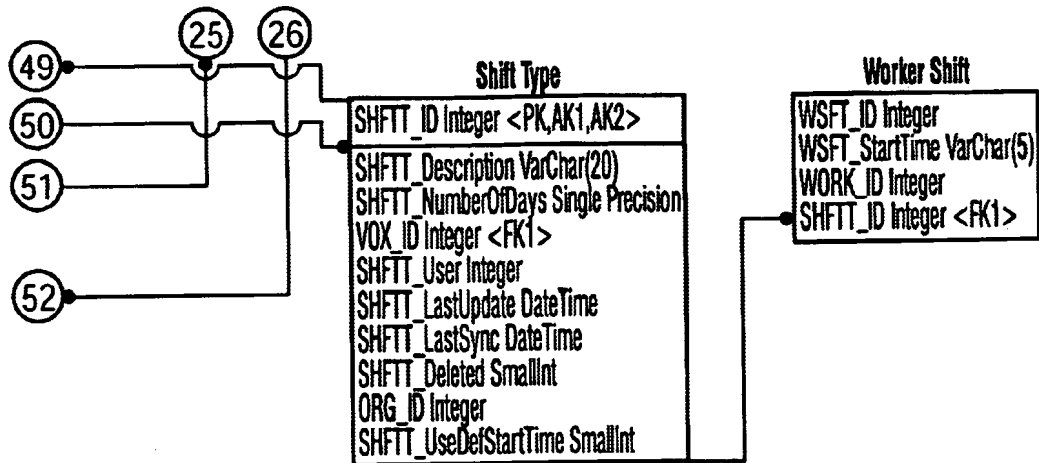 25
26
49
50
51
52
Shift Type
SHFTT_ID Integer <PK,AK1,AK2>
SHFTT_Description VarChar(20)
SHFTT_NumberOfDays Single Precision
VOX_ID Integer <FK1>
SHFTT_User Integer
SHFTT_LastUpdate DateTime
SHFTT_LastSync DateTime
SHFTT_Deleted SmallInt
ORG_ID Integer
SHFTT_UseDefStartTime SmallInt
Worker Shift
WSFT_ID Integer
WSFT_StartTime VarChar(5)
WORK_ID Integer
SHFTT_ID Integer <FK1>